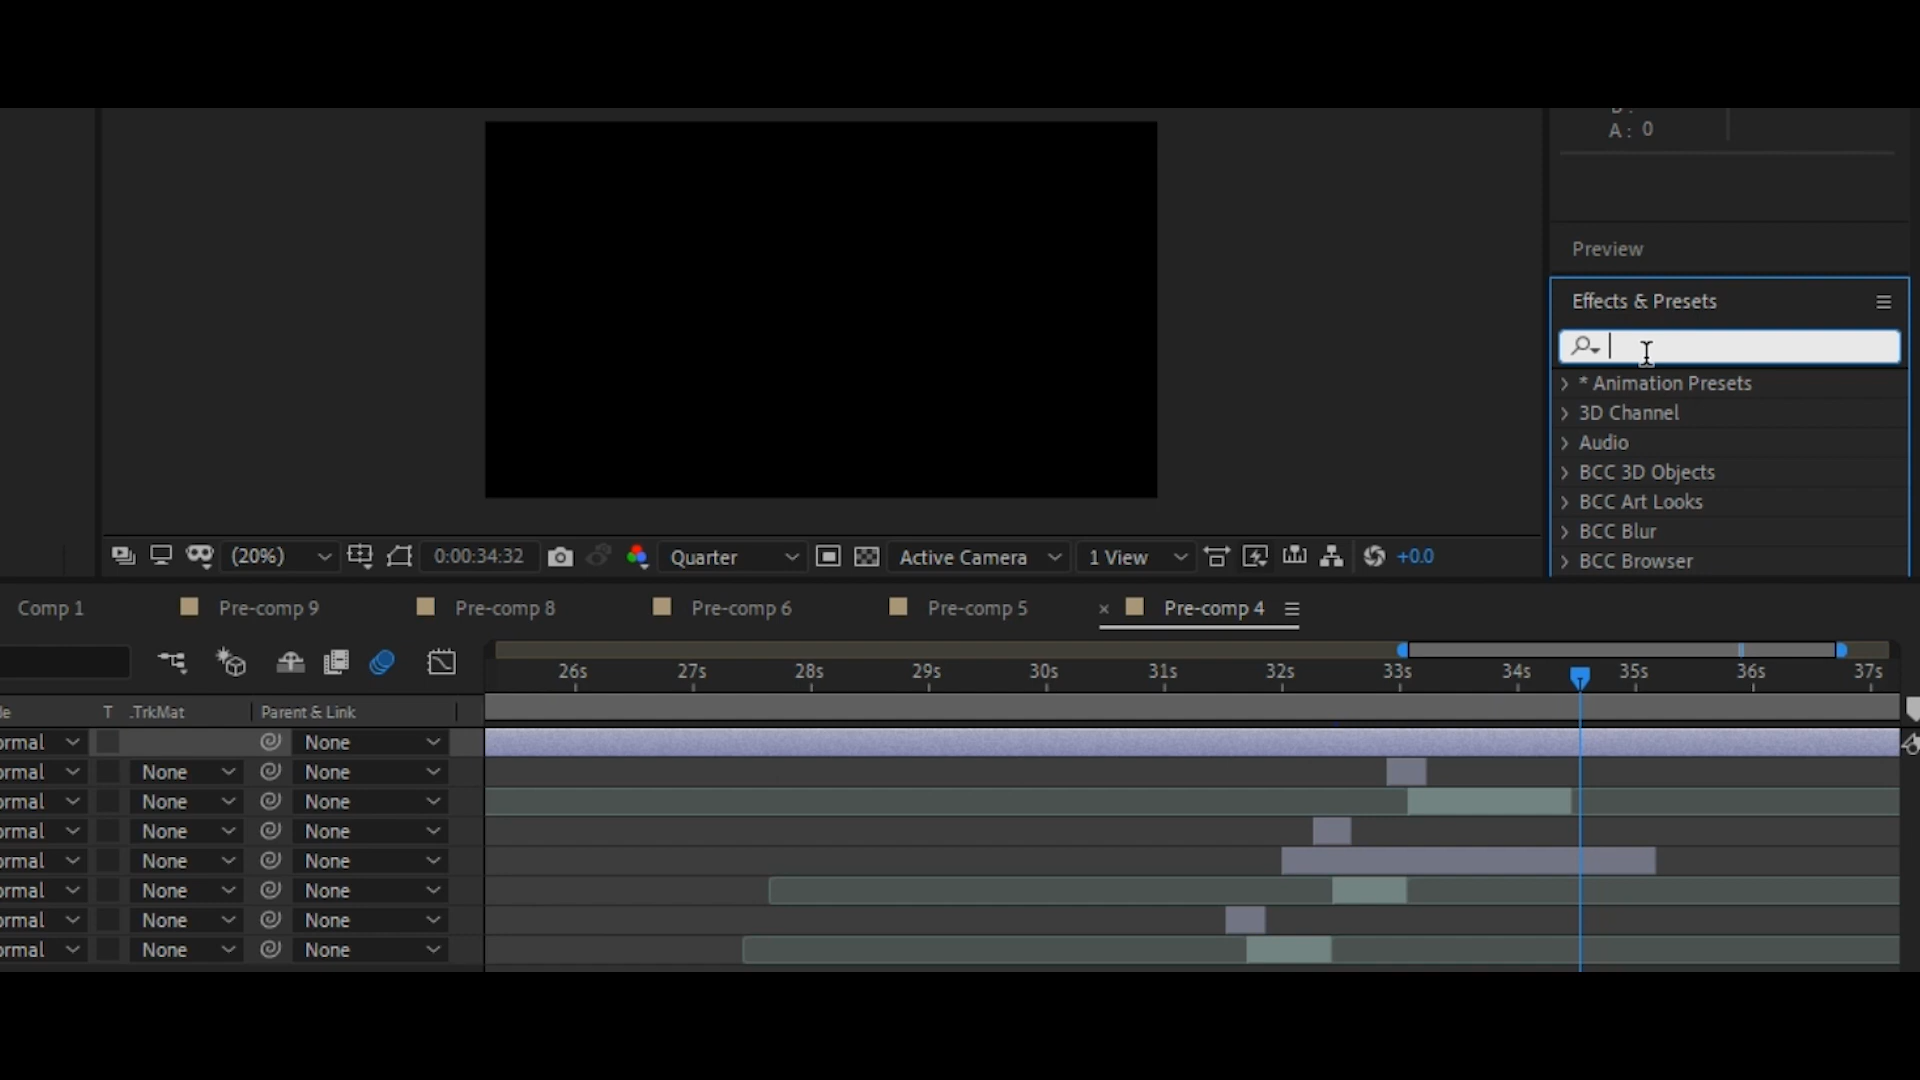 A: 0
Preview
Effects & Presets
* Animation Presets
3D Channel
Audio
BCC 3D Objects
BCC Art Looks
BCC Blur
BCC Browser
(20%) 0:00:34:32 Quarter Active Camera 1 View +0.0
Comp 1 Pre-comp 9 Pre-comp 8 Pre-comp 6 Pre-comp 5 × Pre-comp 4
26s 27s 28s 29s 30s 31s 32s 33s 34s 35s 36s 37s
de T .TrkMat Parent & Link
ormal None
ormal None None
ormal None None
ormal None None
ormal None None
ormal None None
ormal None None
ormal None None